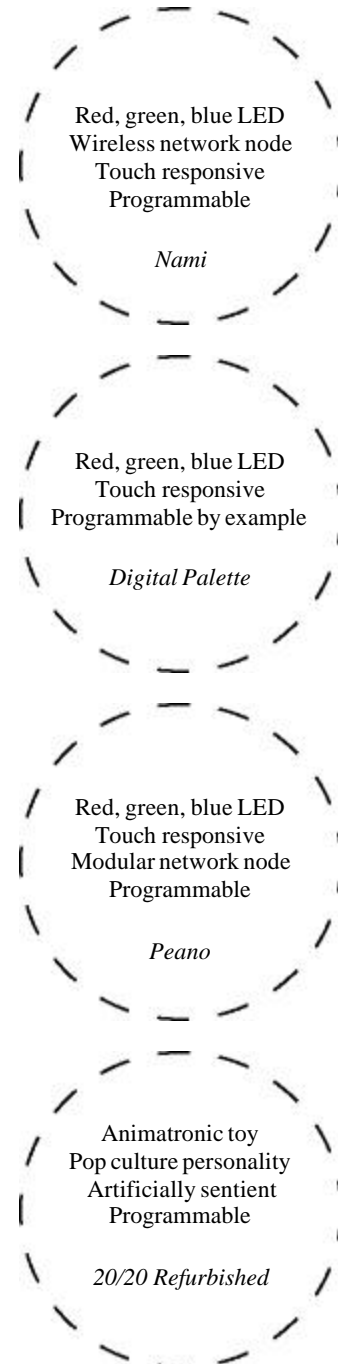 Red, green, blue LED
Wireless network node
Touch responsive
Programmable
Nami
Red, green, blue LED
Touch responsive
Programmable by example
Digital Palette
Red, green, blue LED
Touch responsive
Modular network node
Programmable
Peano
Animatronic toy
Pop culture personality
Artificially sentient
Programmable
20/20 Refurbished